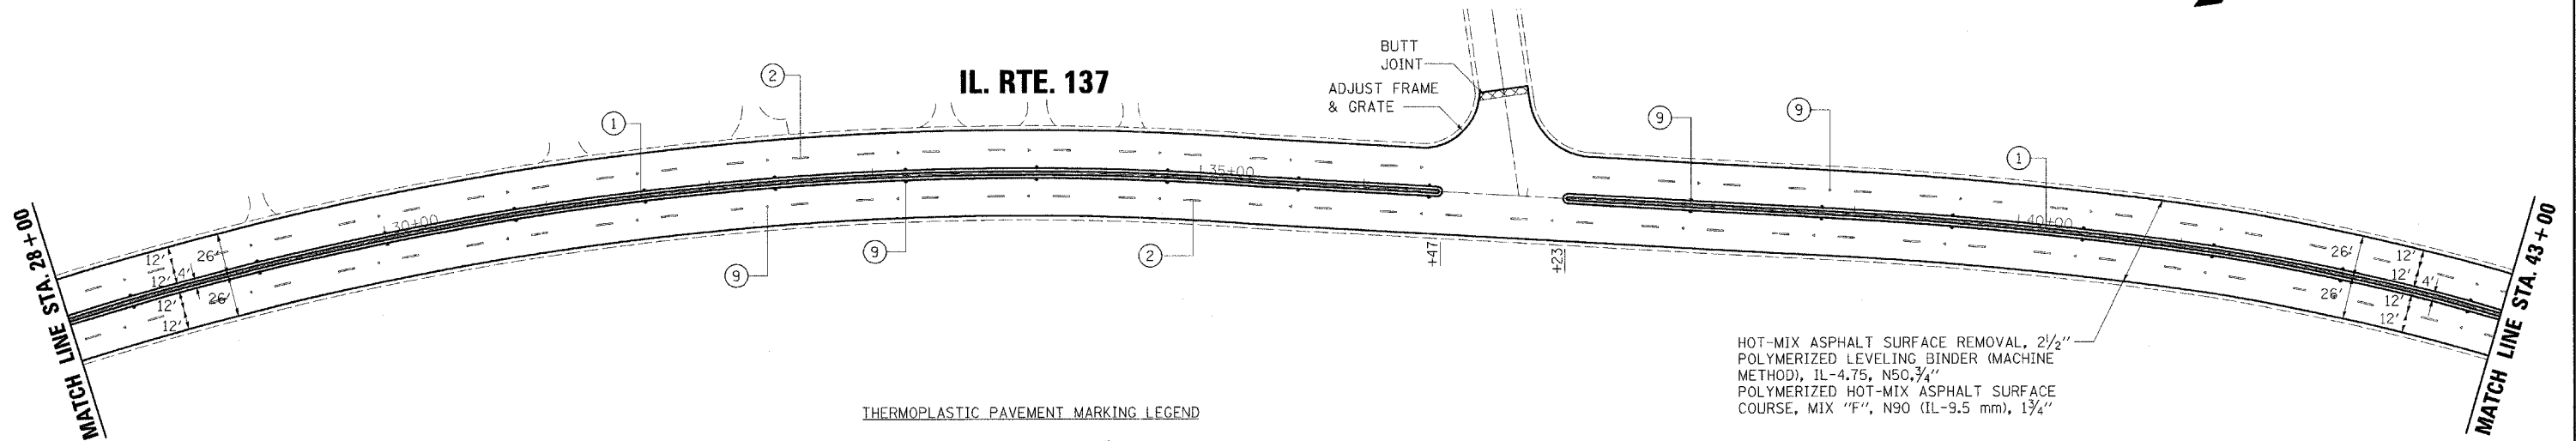 IL. RTE. 137
BUTT
JOINT
ADJUST FRAME
& GRATE
2
1
9
9
1
30+00
35+00
40+00
MATCH LINE STA. 28+00
12'
12'
4'
26'
26'
12'
12'
9
9
2
+47
+23
26'
12'
12'
4'
26'
12'
12'
MATCH LINE STA. 43+00
HOT-MIX ASPHALT SURFACE REMOVAL, 2 1/2"
POLYMERIZED LEVELING BINDER (MACHINE
METHOD), IL-4.75, N50, 3/4"
POLYMERIZED HOT-MIX ASPHALT SURFACE
COURSE, MIX "F", N90 (IL-9.5 mm), 1 3/4"
THERMOPLASTIC PAVEMENT MARKING LEGEND